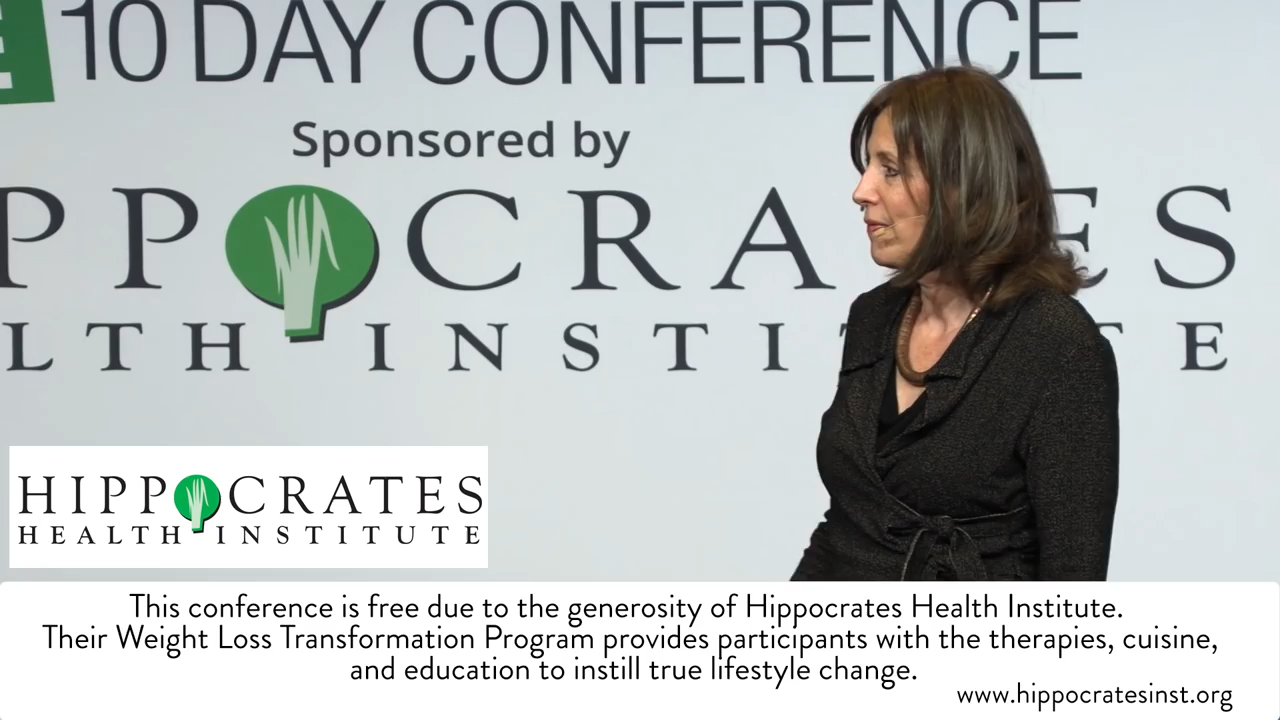 10 DAY CONFERENCE
Sponsored by
HIPPOCRATES
HEALTH INSTITUTE
This conference is free due to the generosity of Hippocrates Health Institute.
Their Weight Loss Transformation Program provides participants with the therapies, cuisine,
and education to instill true lifestyle change.
www.hippocratesinst.org